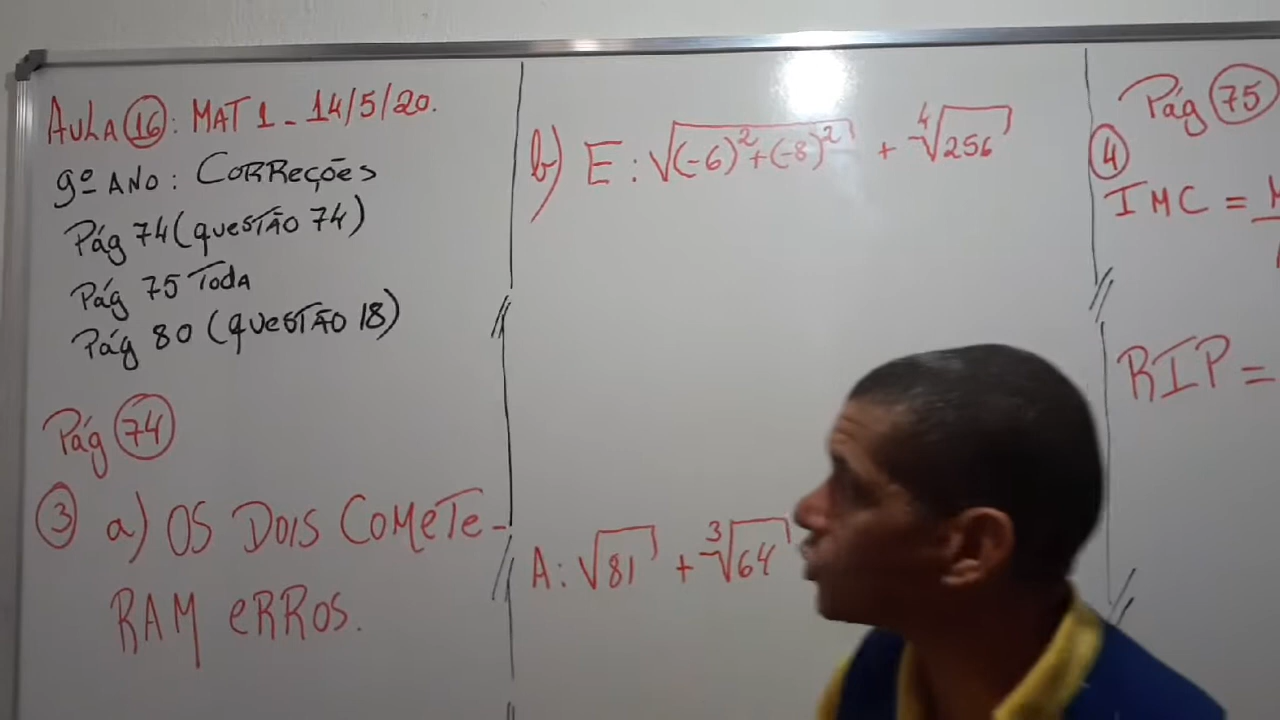 AULA 16: MAT 1 - 14/5/20.
9º ANO: CORReções
Pág 74 (questão 74)
Pág 75 Toda
Pág 80 (questão 18)
Pág 74
3 a) OS DOIS COMeTe-
RAM eRROS.
b) E: √(-6)²+(-8)² + ⁴√256
A: √81 + ³√64
Pág 75
4
IMC =
RIP =